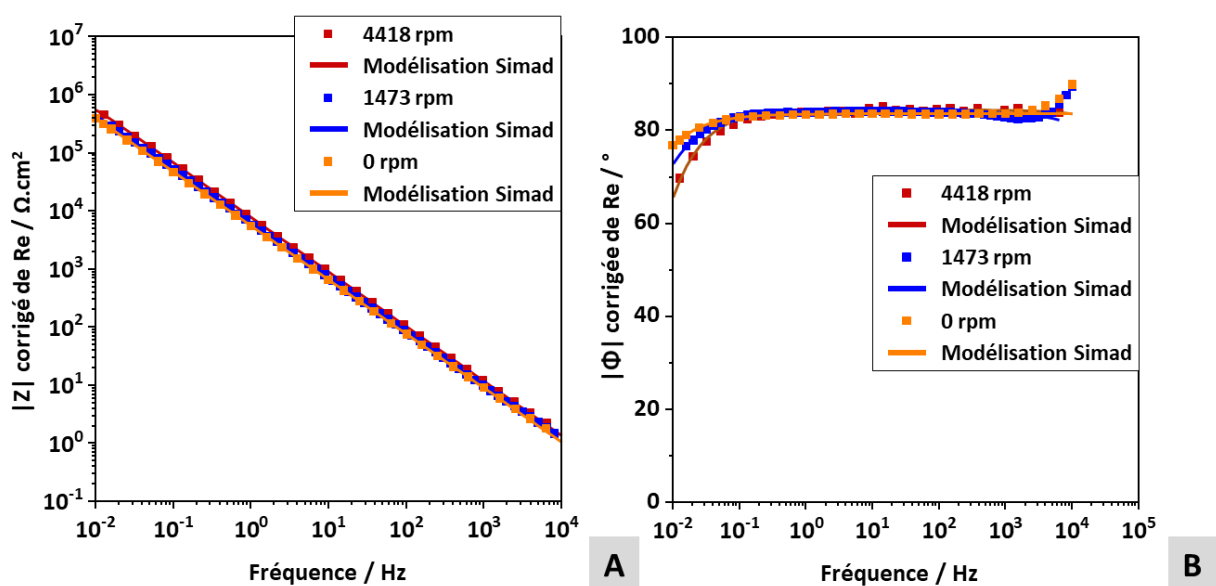 |Z| corrigé de Re / Ω.cm²
10⁷
10⁶
10⁵
10⁴
10³
10²
10¹
10⁰
10⁻¹
4418 rpm
Modélisation Simad
1473 rpm
Modélisation Simad
0 rpm
Modélisation Simad
10⁻² 10⁻¹ 10⁰ 10¹ 10² 10³ 10⁴
Fréquence / Hz
A
|Φ| corrigée de Re / °
100
80
60
40
20
0
4418 rpm
Modélisation Simad
1473 rpm
Modélisation Simad
0 rpm
Modélisation Simad
10⁻² 10⁻¹ 10⁰ 10¹ 10² 10³ 10⁴ 10⁵
Fréquence / Hz
B